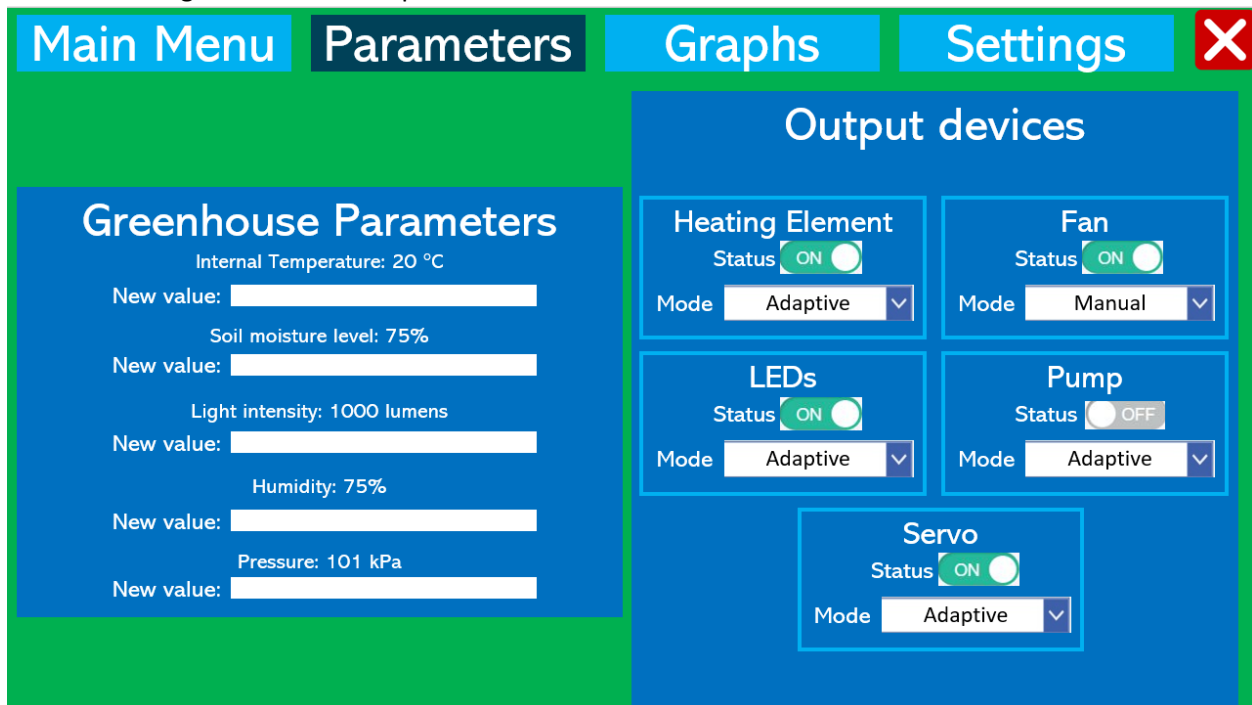 Main Menu
Parameters
Graphs
Settings
Greenhouse Parameters
Internal Temperature: 20 °C
New value:
Soil moisture level: 75%
New value:
Light intensity: 1000 lumens
New value:
Humidity: 75%
New value:
Pressure: 101 kPa
New value:
Output devices
Heating Element
Status ON
Mode Adaptive
Fan
Status ON
Mode Manual
LEDs
Status ON
Mode Adaptive
Pump
Status OFF
Mode Adaptive
Servo
Status ON
Mode Adaptive